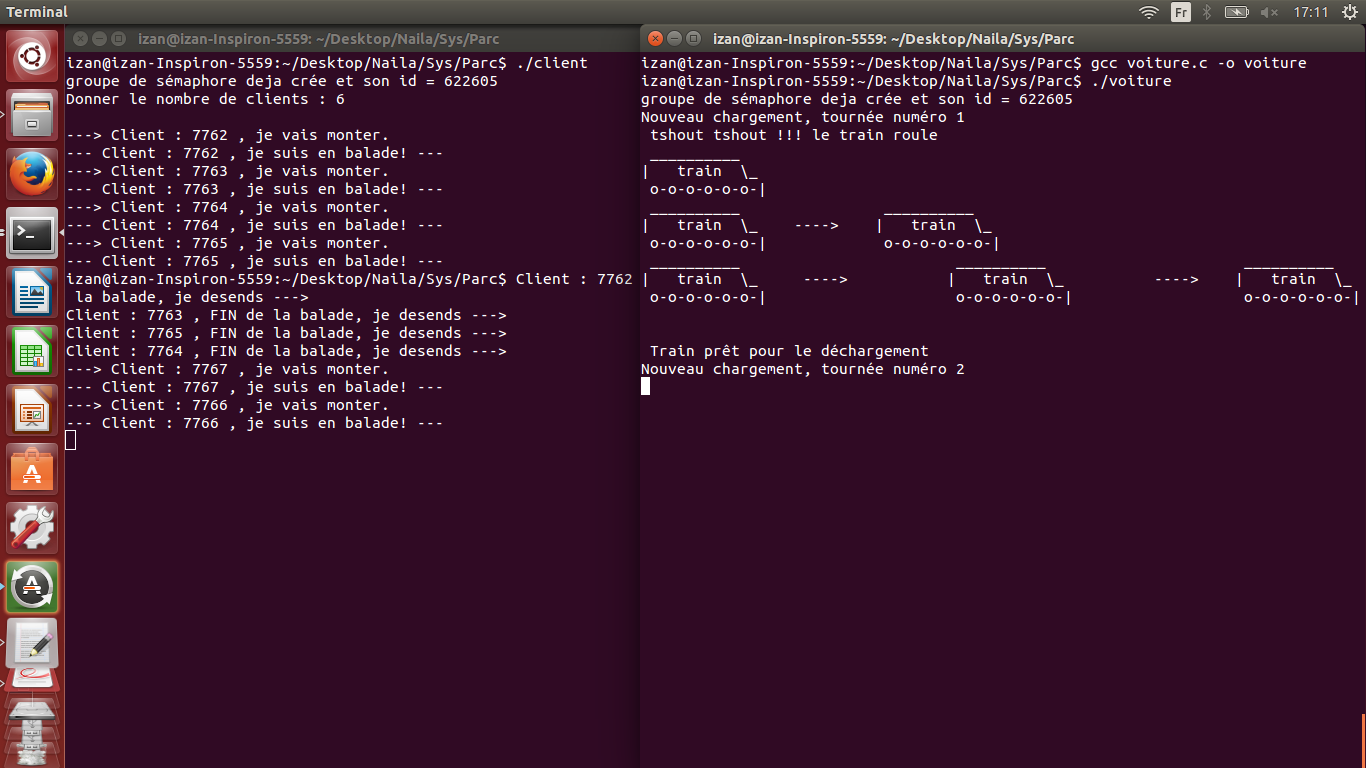 Terminal
Fr
17:11
izan@izan-Inspiron-5559: ~/Desktop/Naila/Sys/Parc
izan@izan-Inspiron-5559:~/Desktop/Naila/Sys/Parc$ ./client
groupe de sémaphore deja crée et son id = 622605
Donner le nombre de clients : 6
---> Client : 7762 , je vais monter.
--- Client : 7762 , je suis en balade! ---
---> Client : 7763 , je vais monter.
--- Client : 7763 , je suis en balade! ---
---> Client : 7764 , je vais monter.
--- Client : 7764 , je suis en balade! ---
---> Client : 7765 , je vais monter.
--- Client : 7765 , je suis en balade! ---
izan@izan-Inspiron-5559:~/Desktop/Naila/Sys/Parc$ Client : 7762
 la balade, je desends --->
Client : 7763 , FIN de la balade, je desends --->
Client : 7765 , FIN de la balade, je desends --->
Client : 7764 , FIN de la balade, je desends --->
---> Client : 7767 , je vais monter.
--- Client : 7767 , je suis en balade! ---
---> Client : 7766 , je vais monter.
--- Client : 7766 , je suis en balade! ---
izan@izan-Inspiron-5559: ~/Desktop/Naila/Sys/Parc
izan@izan-Inspiron-5559:~/Desktop/Naila/Sys/Parc$ gcc voiture.c -o voiture
izan@izan-Inspiron-5559:~/Desktop/Naila/Sys/Parc$ ./voiture
groupe de sémaphore deja crée et son id = 622605
Nouveau chargement, tournée numéro 1
 tshout tshout !!! le train roule
 __________
|   train  \_
 o-o-o-o-o-o-|
 __________                __________
|   train  \_    ---->    |   train  \_
 o-o-o-o-o-o-|             o-o-o-o-o-o-|
 __________                        __________                      __________
|   train  \_     ---->           |   train  \_          ---->    |   train  \_
 o-o-o-o-o-o-|                     o-o-o-o-o-o-|                   o-o-o-o-o-o-|
 Train prêt pour le déchargement
Nouveau chargement, tournée numéro 2